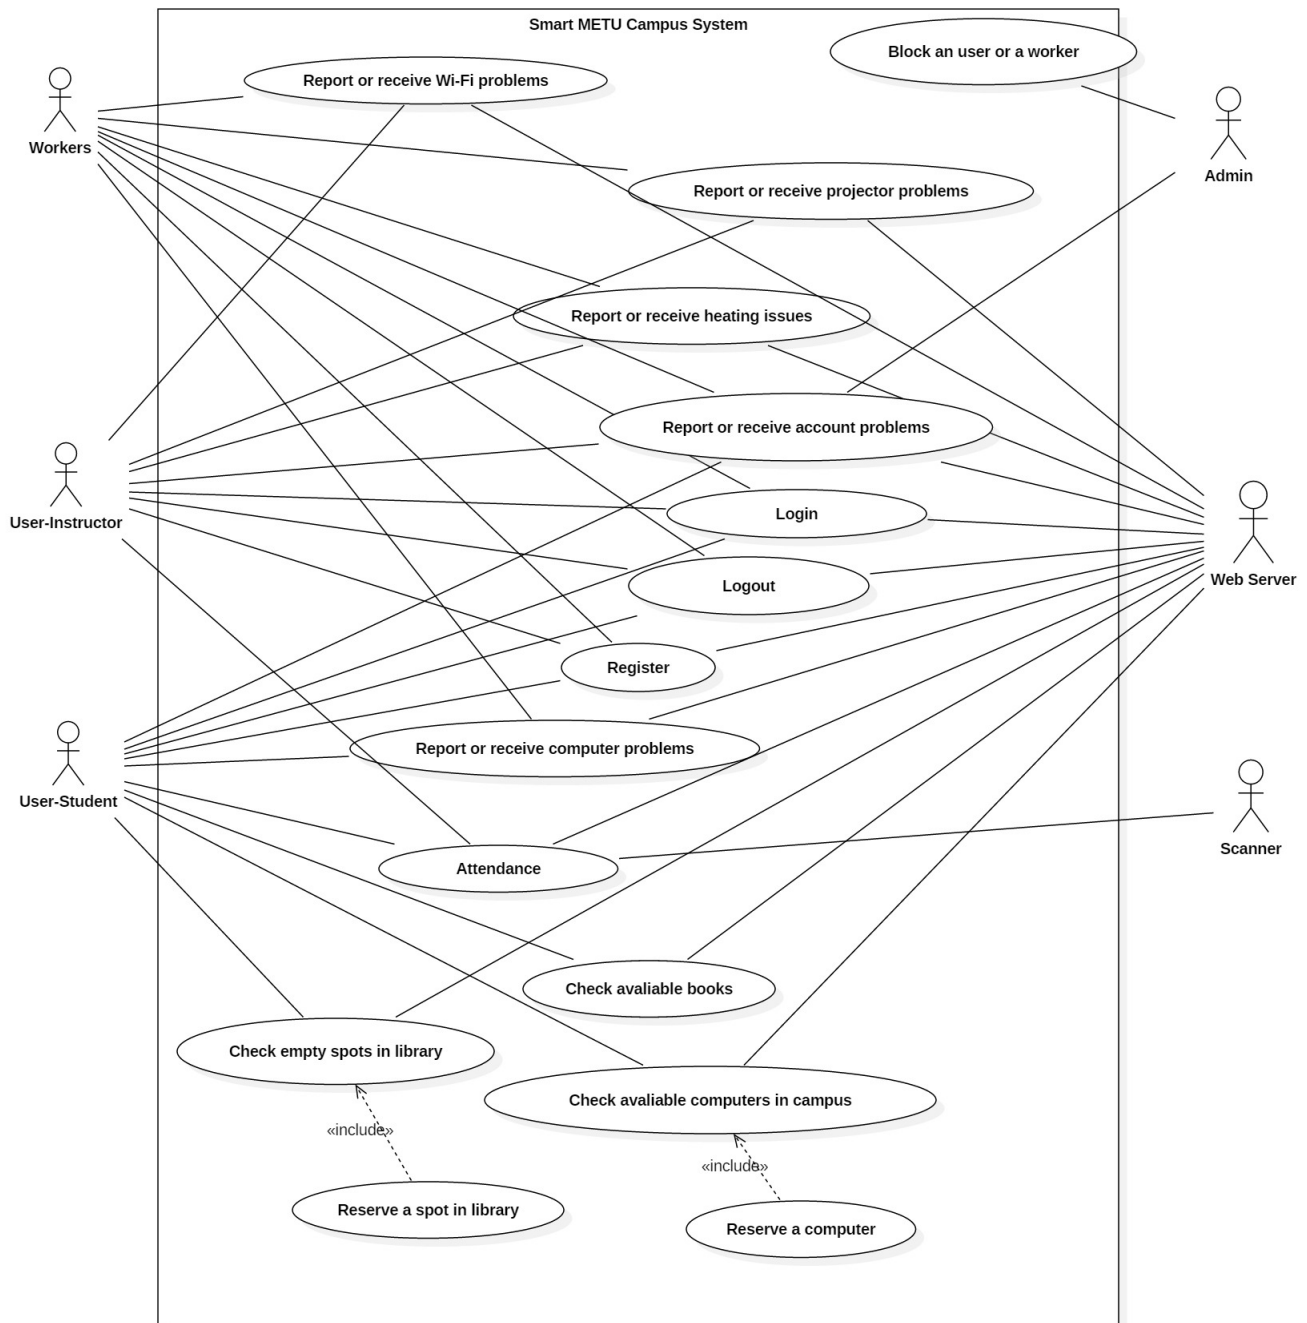 Smart METU Campus System
Block an user or a worker
Report or receive Wi-Fi problems
Workers
Admin
Report or receive projector problems
Report or receive heating issues
Report or receive account problems
Login
User-Instructor
Web Server
Logout
Register
Report or receive computer problems
User-Student
Scanner
Attendance
Check avaliable books
Check empty spots in library
Check avaliable computers in campus
«include»
«include»
Reserve a spot in library
Reserve a computer